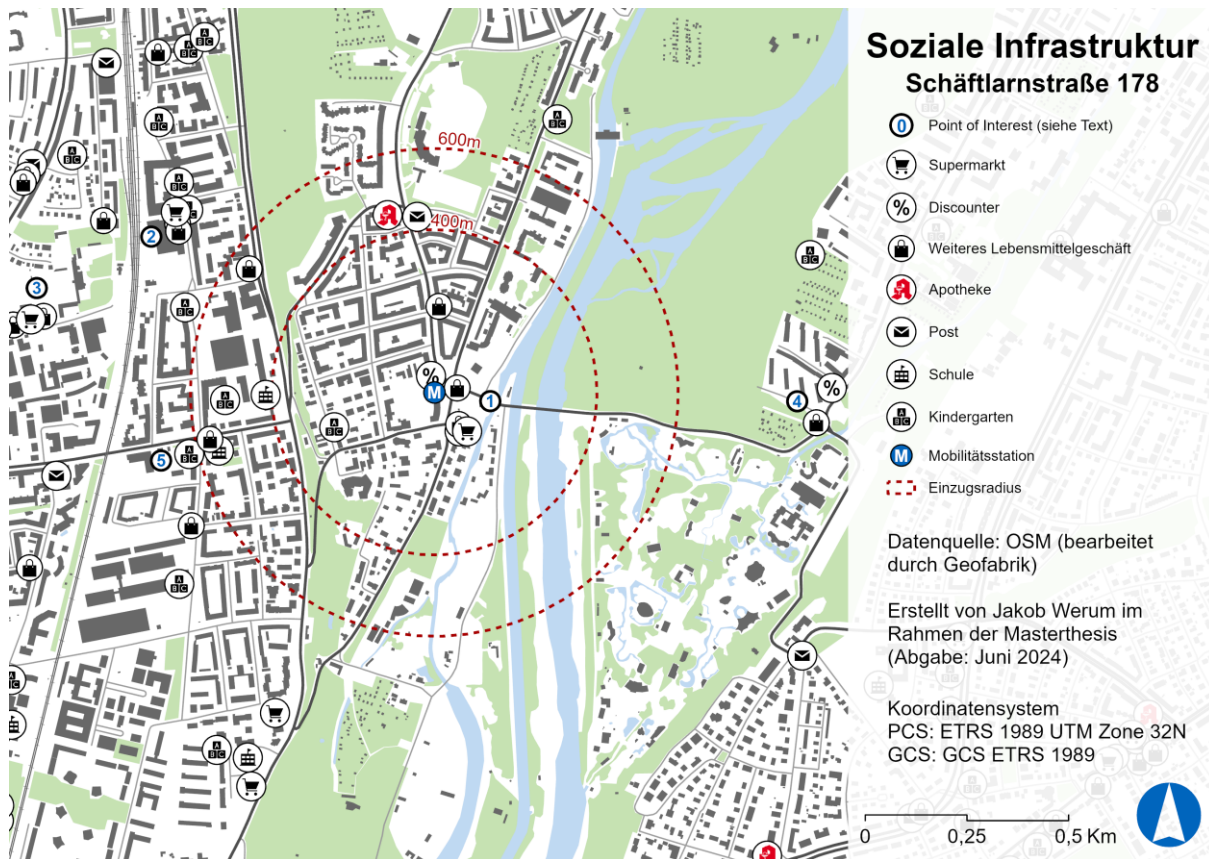 Soziale Infrastruktur
Schäftlarnstraße 178
0 Point of Interest (siehe Text)
Supermarkt
% Discounter
Weiteres Lebensmittelgeschäft
Apotheke
Post
Schule
A B C Kindergarten
M Mobilitätsstation
Einzugsradius
Datenquelle: OSM (bearbeitet
durch Geofabrik)
Erstellt von Jakob Werum im
Rahmen der Masterthesis
(Abgabe: Juni 2024)
Koordinatensystem
PCS: ETRS 1989 UTM Zone 32N
GCS: GCS ETRS 1989
0 0,25 0,5 Km
600m
400m
2
3
%
M
1
4
%
5